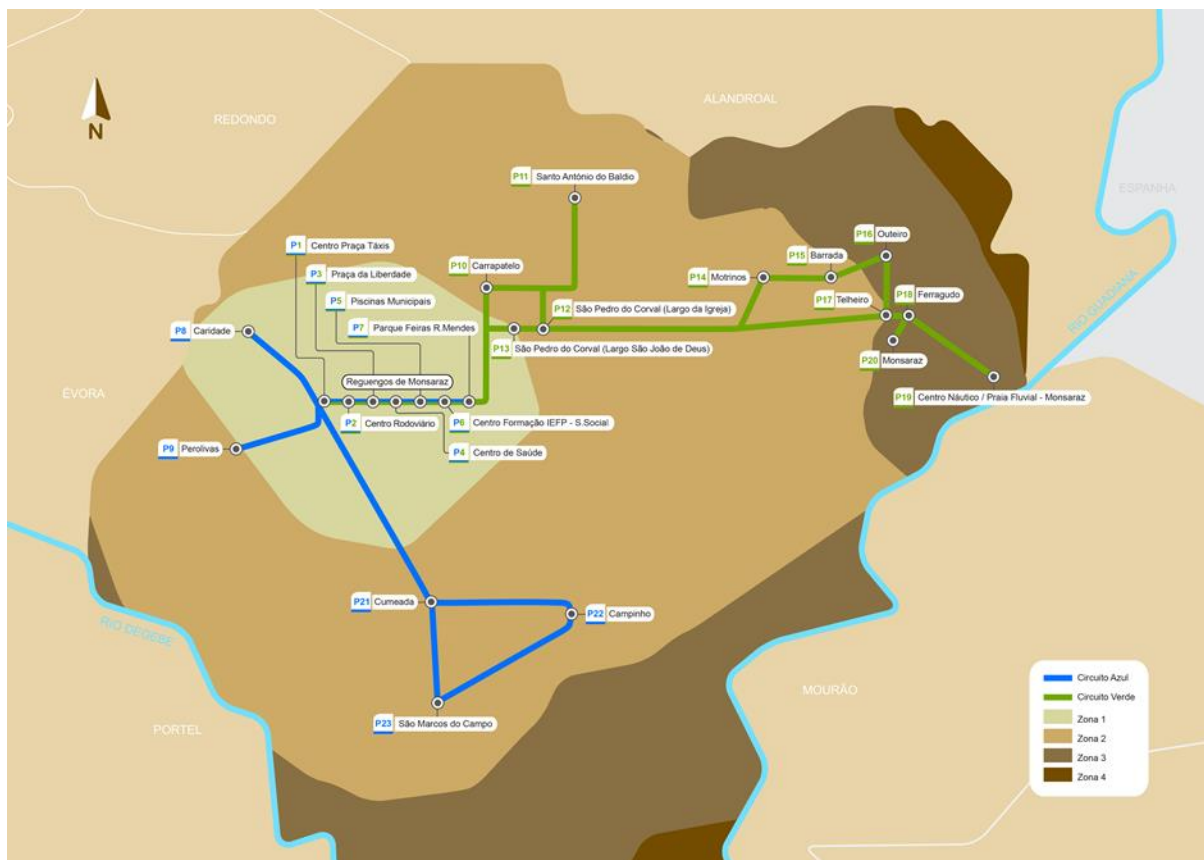 ALANDROAL
REDONDO
N
P11 Santo António do Baldio
ESPANHA
P16 Outeiro
P1 Centro Praça Táxis
P15 Barrada
P10 Carrapatelo
P3 Praça da Liberdade
P14 Motrinos
RIO GUADIANA
P5 Piscinas Municipais
P17 Telheiro
P18 Ferragudo
P12 São Pedro do Corval (Largo da Igreja)
P7 Parque Feiras R.Mendes
P8 Caridade
P13 São Pedro do Corval (Largo São João de Deus)
P20 Monsaraz
Reguengos de Monsaraz
ÉVORA
P19 Centro Náutico / Praia Fluvial - Monsaraz
P2 Centro Rodoviário
P6 Centro Formação IEFP - S.Social
P9 Perolivas
P4 Centro de Saúde
P21 Cumeada
P22 Campinho
RIO DEGEBE
MOURÃO
P23 São Marcos do Campo
PORTEL
Circuito Azul
Circuito Verde
Zona 1
Zona 2
Zona 3
Zona 4